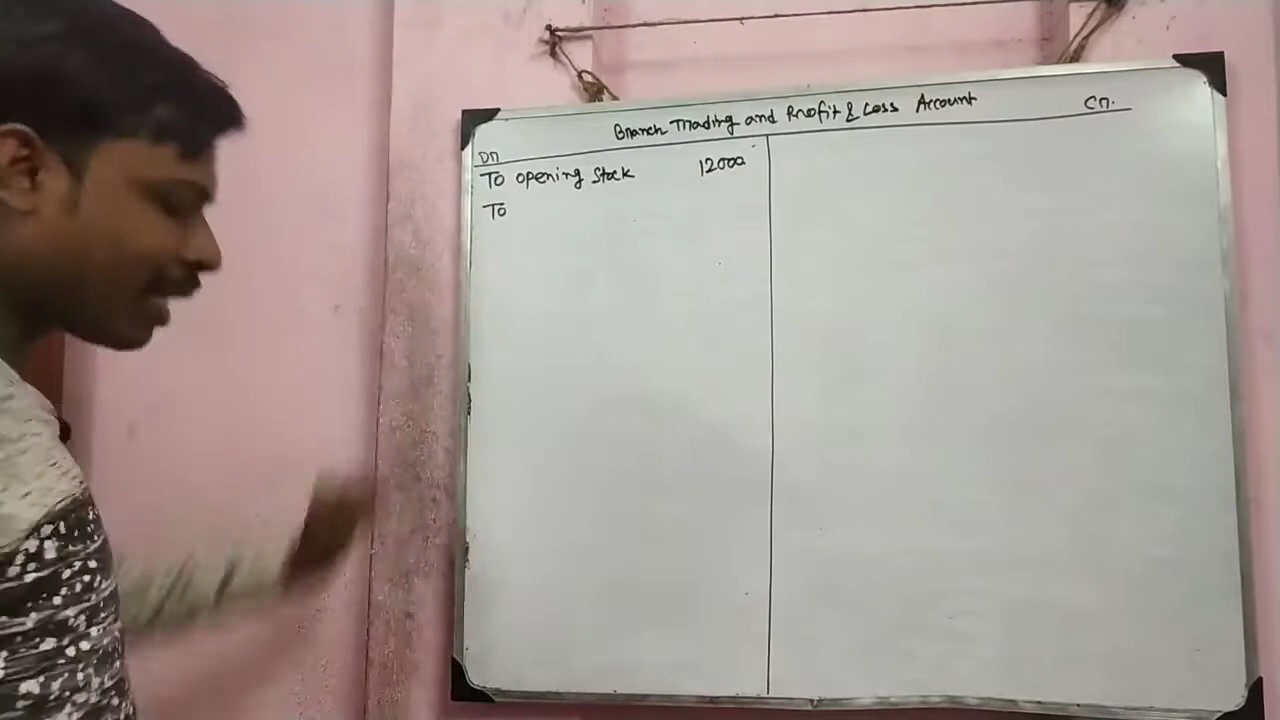 Branch Trading and Profit & Loss Account
Dr
Cr.
To opening Stock 12000
To